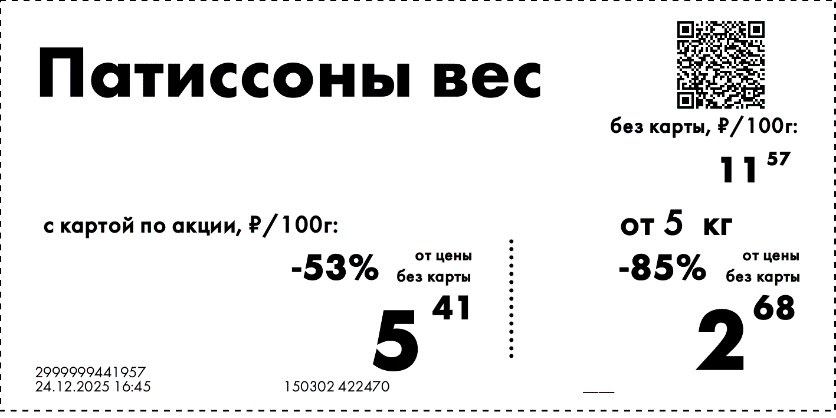 Патиссоны вес
без карты, ₽/100г:
11 57
с картой по акции, ₽/100г:
-53% от цены
без карты
5 41
от 5 кг
-85% от цены
без карты
2 68
2999999441957
24.12.2025 16:45
150302 422470